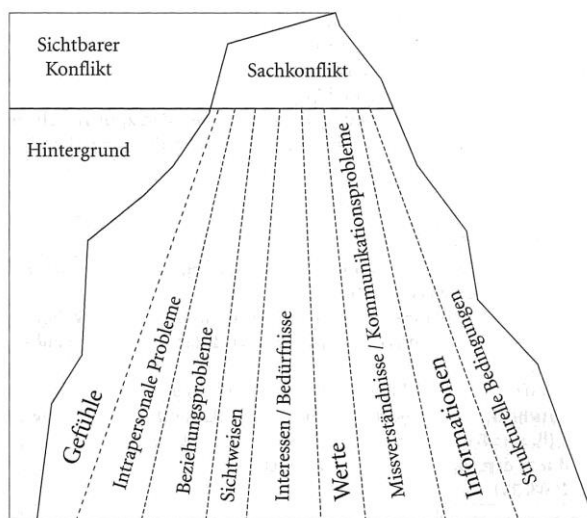 Sichtbarer
Konflikt
Sachkonflikt
Hintergrund
Gefühle
Intrapersonale Probleme
Beziehungsprobleme
Sichtweisen
Interessen / Bedürfnisse
Werte
Missverständnisse / Kommunikationsprobleme
Informationen
Strukturelle Bedingungen